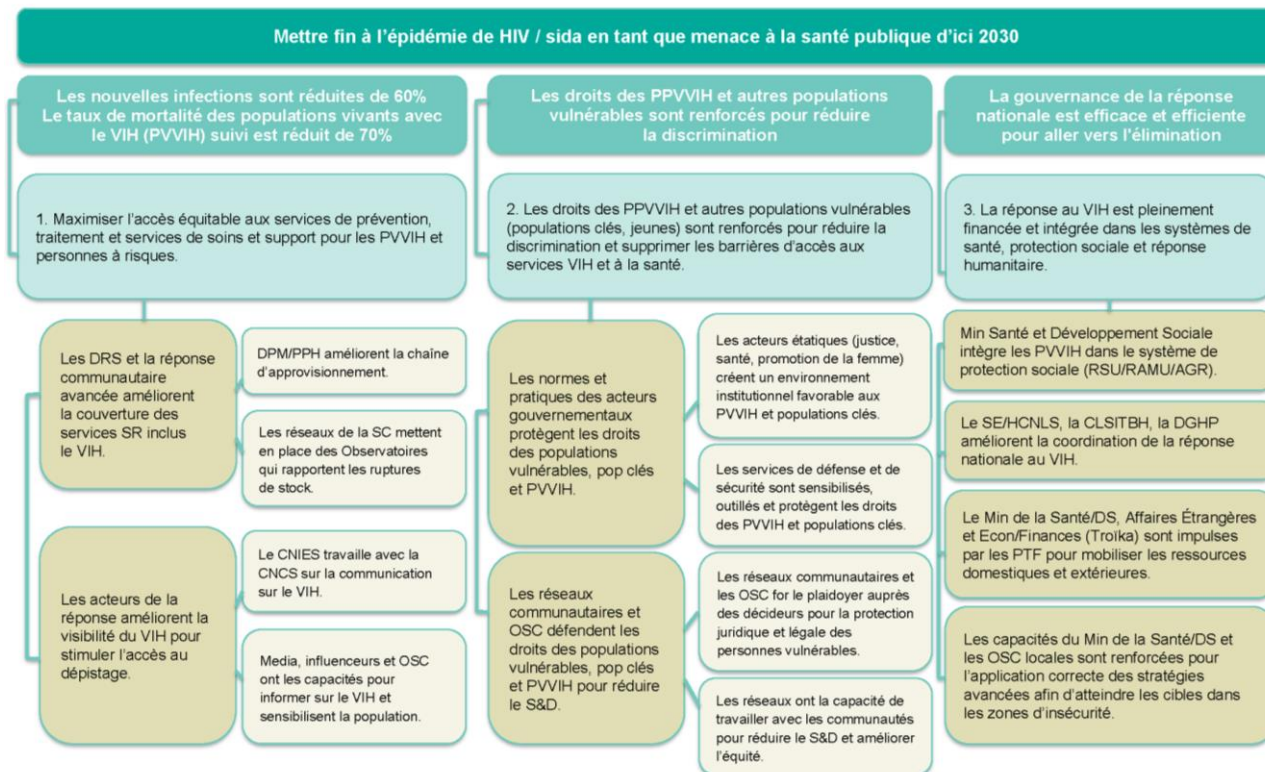 Mettre fin à l'épidémie de HIV / sida en tant que menace à la santé publique d'ici 2030
Les nouvelles infections sont réduites de 60%
Le taux de mortalité des populations vivants avec
le VIH (PVVIH) suivi est réduit de 70%
1. Maximiser l'accès équitable aux services de prévention,
traitement et services de soins et support pour les PVVIH et
personnes à risques.
Les DRS et la réponse
communautaire
avancée améliorent
la couverture des
services SR inclus
le VIH.
DPM/PPH améliorent la chaîne
d'approvisionnement.
Les réseaux de la SC mettent
en place des Observatoires
qui rapportent les ruptures
de stock.
Les acteurs de la
réponse améliorent la
visibilité du VIH pour
stimuler l'accès au
dépistage.
Le CNIES travaille avec la
CNCS sur la communication
sur le VIH.
Media, influenceurs et OSC
ont les capacités pour
informer sur le VIH et
sensibilisent la population.
Les droits des PPVVIH et autres populations
vulnérables sont renforcés pour réduire
la discrimination
2. Les droits des PPVVIH et autres populations vulnérables
(populations clés, jeunes) sont renforcés pour réduire la
discrimination et supprimer les barrières d'accès aux
services VIH et à la santé.
Les normes et
pratiques des acteurs
gouvernementaux
protègent les droits
des populations
vulnérables, pop clés
et PVVIH.
Les acteurs étatiques (justice,
santé, promotion de la femme)
créent un environnement
institutionnel favorable aux
PVVIH et populations clés.
Les services de défense et de
sécurité sont sensibilisés,
outillés et protègent les droits
des PVVIH et populations clés.
Les réseaux
communautaires et
OSC défendent les
droits des populations
vulnérables, pop clés
et PVVIH pour réduire
le S&D.
Les réseaux communautaires et
les OSC for le plaidoyer auprès
des décideurs pour la protection
juridique et légale des
personnes vulnérables.
Les réseaux ont la capacité de
travailler avec les communautés
pour réduire le S&D et améliorer
l'équité.
La gouvernance de la réponse
nationale est efficace et efficiente
pour aller vers l'élimination
3. La réponse au VIH est pleinement
financée et intégrée dans les systèmes de
santé, protection sociale et réponse
humanitaire.
Min Santé et Développement Sociale
intègre les PVVIH dans le système de
protection sociale (RSU/RAMU/AGR).
Le SE/HCNLS, la CLSITBH, la DGHP
améliorent la coordination de la réponse
nationale au VIH.
Le Min de la Santé/DS, Affaires Étrangères
et Econ/Finances (Troïka) sont impulses
par les PTF pour mobiliser les ressources
domestiques et extérieures.
Les capacités du Min de la Santé/DS et
les OSC locales sont renforcées pour
l'application correcte des stratégies
avancées afin d'atteindre les cibles dans
les zones d'insécurité.